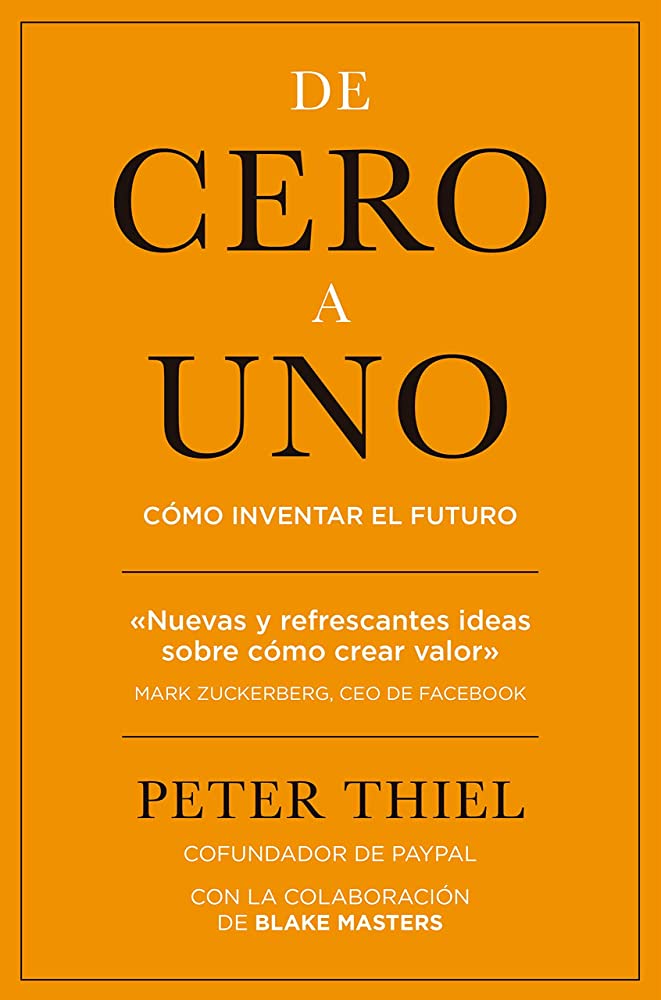 DE
CERO
A
UNO
CÓMO INVENTAR EL FUTURO
«Nuevas y refrescantes ideas
sobre cómo crear valor»
MARK ZUCKERBERG, CEO DE FACEBOOK
PETER THIEL
COFUNDADOR DE PAYPAL
CON LA COLABORACIÓN
DE BLAKE MASTERS